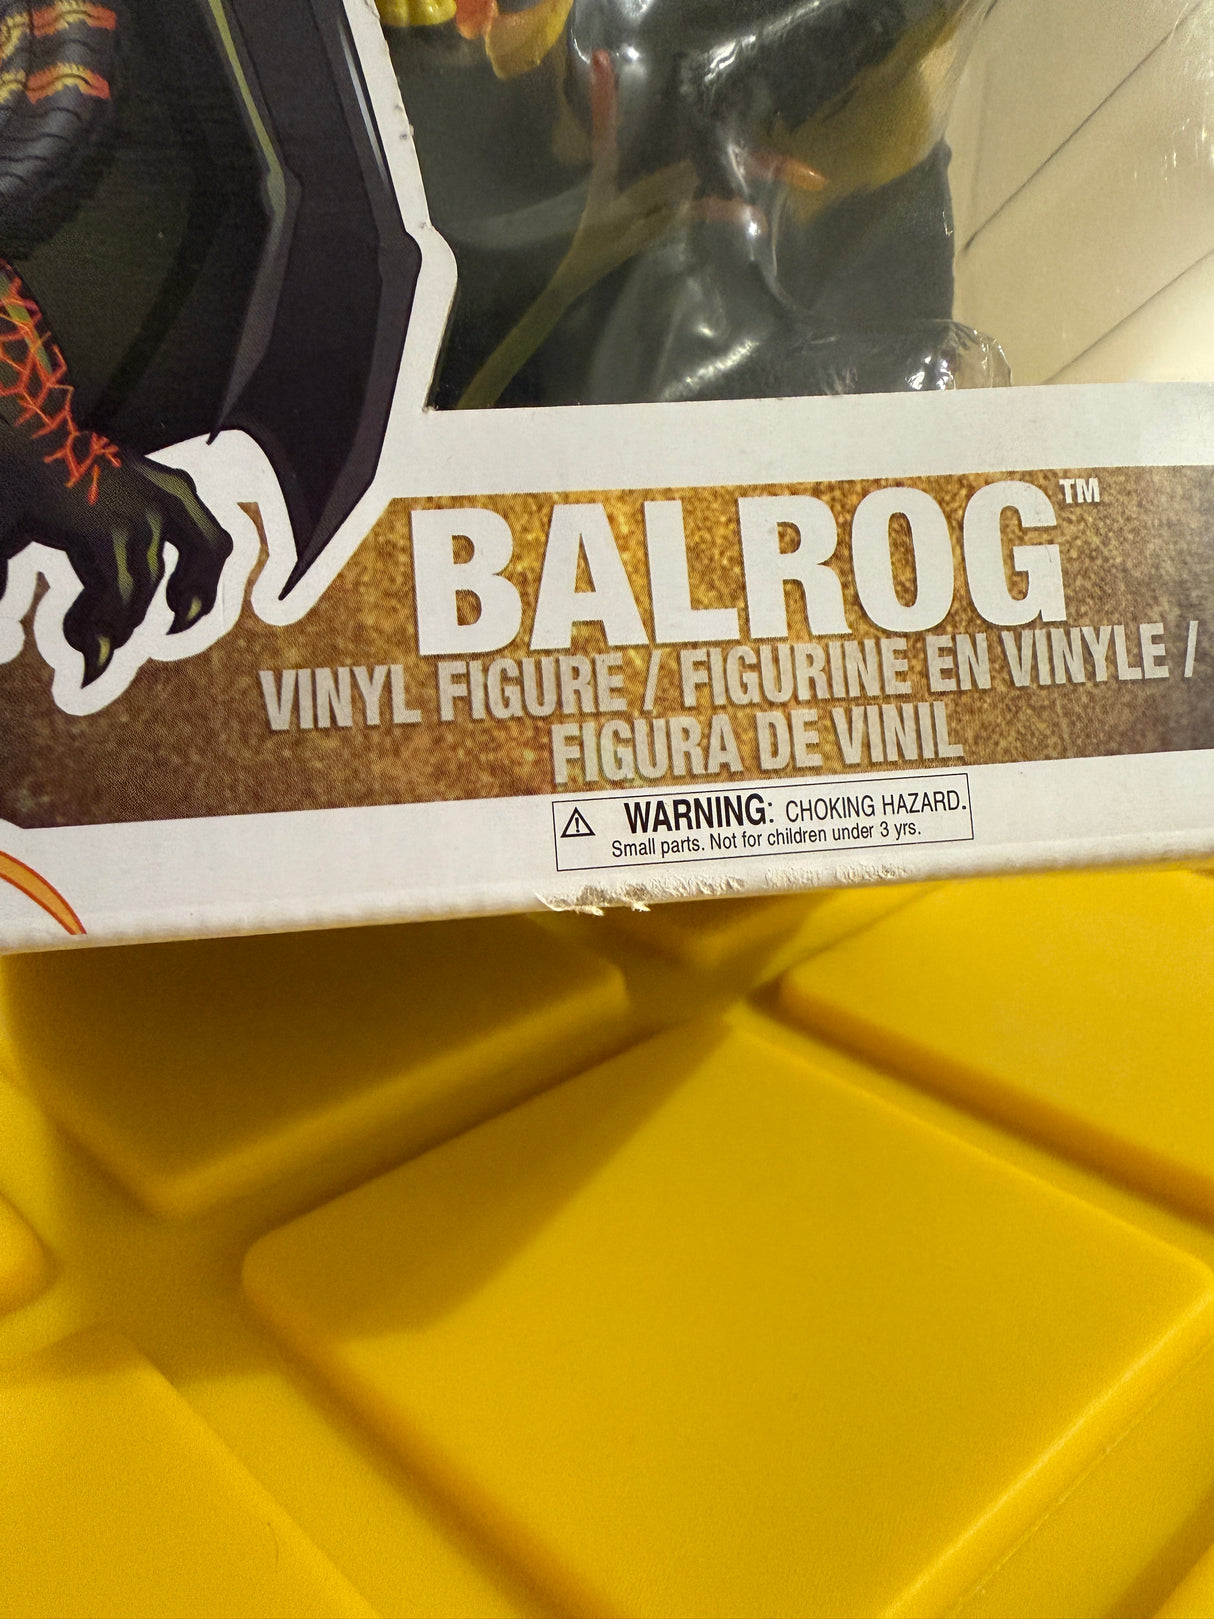 BALROG™
VINYL FIGURE / FIGURINE EN VINYLE /
FIGURA DE VINIL
⚠ WARNING: CHOKING HAZARD.
Small parts. Not for children under 3 yrs.